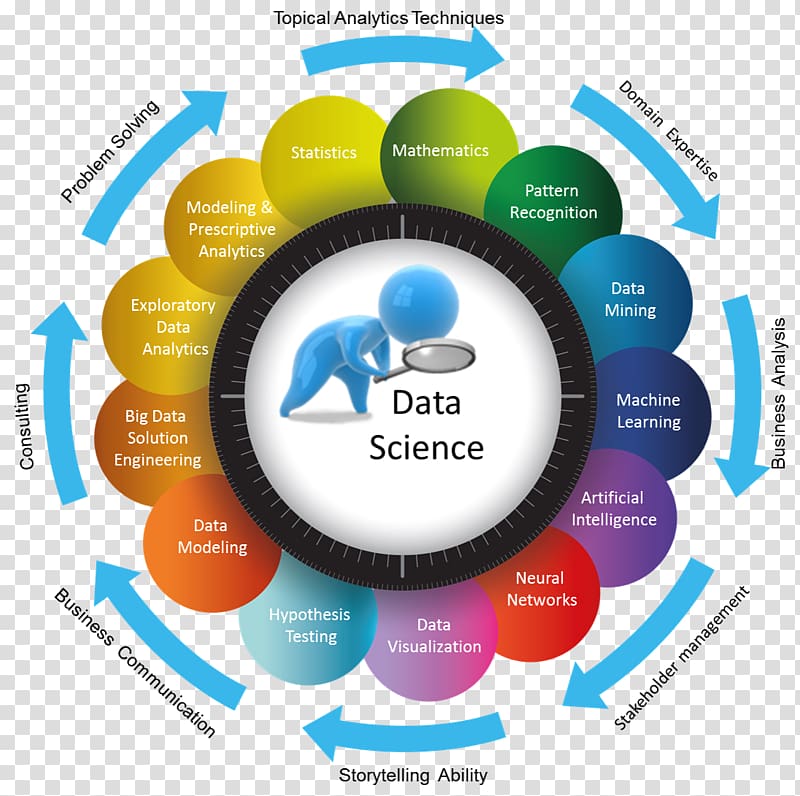 Topical Analytics Techniques
Domain Expertise
Business Analysis
Stakeholder management
Storytelling Ability
Business Communication
Consulting
Problem Solving
Statistics
Mathematics
Pattern
Recognition
Data
Mining
Machine
Learning
Artificial
Intelligence
Neural
Networks
Data
Visualization
Hypothesis
Testing
Data
Modeling
Big Data
Solution
Engineering
Exploratory
Data
Analytics
Modeling &
Prescriptive
Analytics
Data
Science